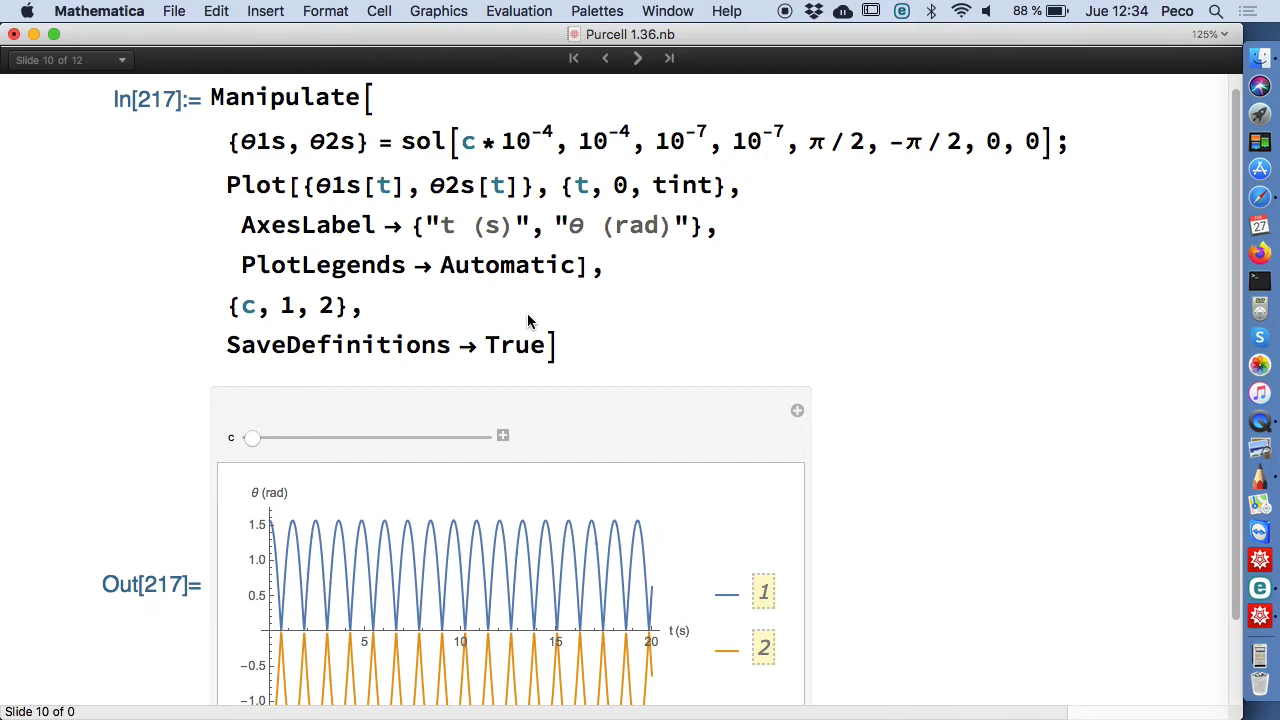 Mathematica File Edit Insert Format Cell Graphics Evaluation Palettes Window Help 88 % Jue 12:34 Peco
Purcell 1.36.nb 125%
Slide 10 of 12
In[217]:= Manipulate[
{θ1s, θ2s} = sol[c * 10^-4, 10^-4, 10^-7, 10^-7, π / 2, -π / 2, 0, 0];
Plot[{θ1s[t], θ2s[t]}, {t, 0, tint},
AxesLabel → {"t (s)", "θ (rad)"},
PlotLegends → Automatic],
{c, 1, 2},
SaveDefinitions → True]
c
θ (rad)
1.5
1.0
0.5
-0.5
-1.0
5 10 15 20 t (s)
1
2
Out[217]=
Slide 10 of 0
FEB
27